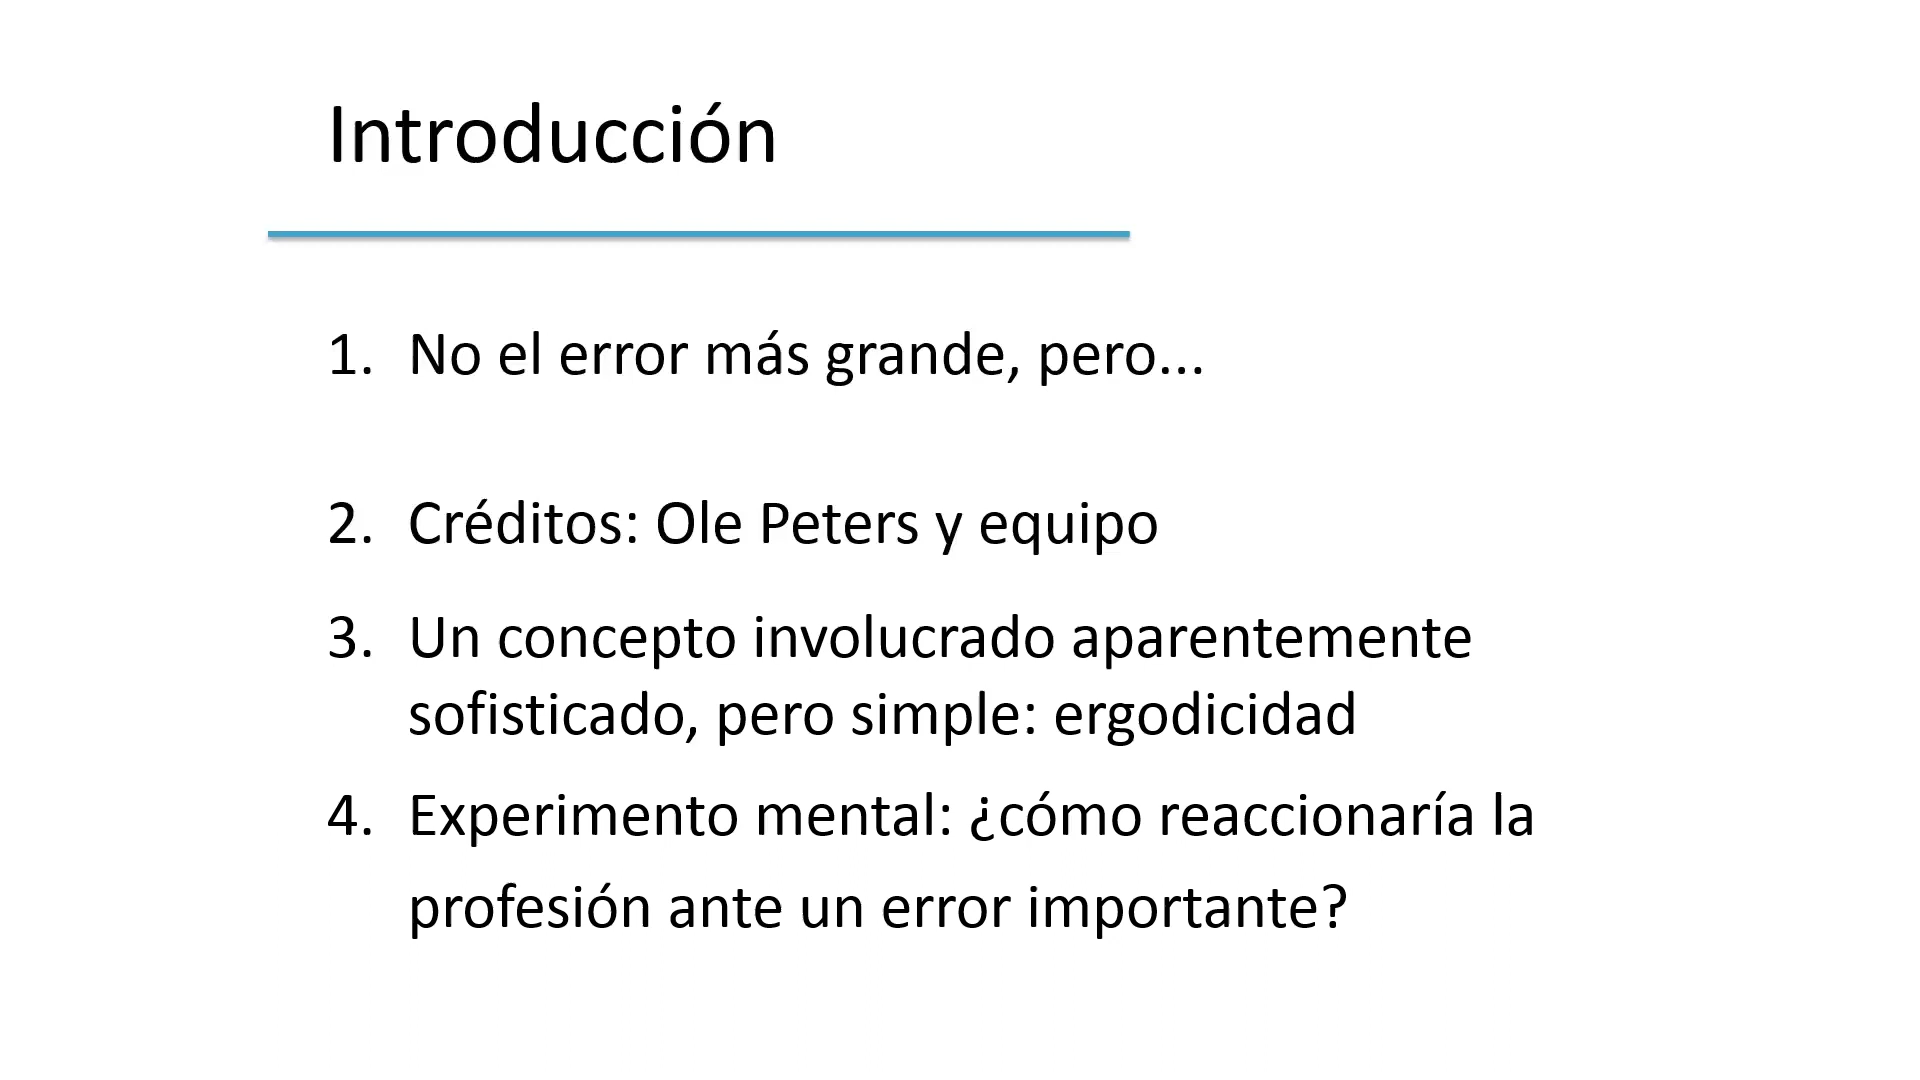 Introducción
1. No el error más grande, pero...
2. Créditos: Ole Peters y equipo
3. Un concepto involucrado aparentemente
sofisticado, pero simple: ergodicidad
4. Experimento mental: ¿cómo reaccionaría la
profesión ante un error importante?